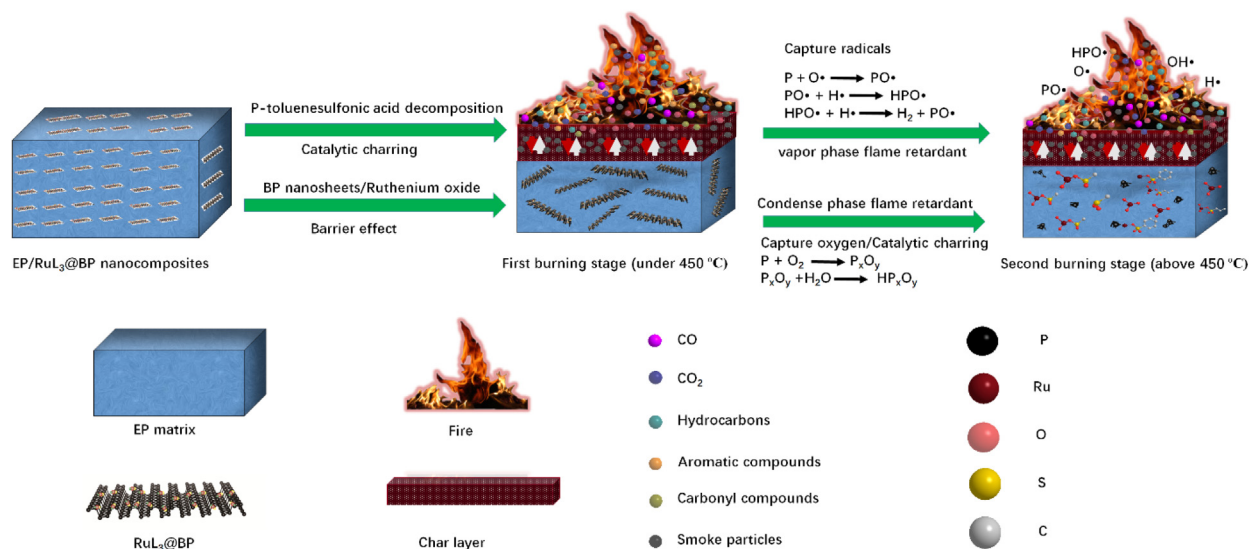 P-toluenesulfonic acid decomposition
Catalytic charring
BP nanosheets/Ruthenium oxide
Barrier effect
EP/RuL₃@BP nanocomposites
First burning stage (under 450 °C)
Capture radicals
P + O• → PO•
PO• + H• → HPO•
HPO• + H• → H₂ + PO•
vapor phase flame retardant
Condense phase flame retardant
Capture oxygen/Catalytic charring
P + O₂ → PₓOᵧ
PₓOᵧ +H₂O → HPₓOᵧ
HPO•
O•
PO•
OH•
H•
Second burning stage (above 450 °C)
EP matrix
Fire
RuL₃@BP
Char layer
CO
CO₂
Hydrocarbons
Aromatic compounds
Carbonyl compounds
Smoke particles
P
Ru
O
S
C